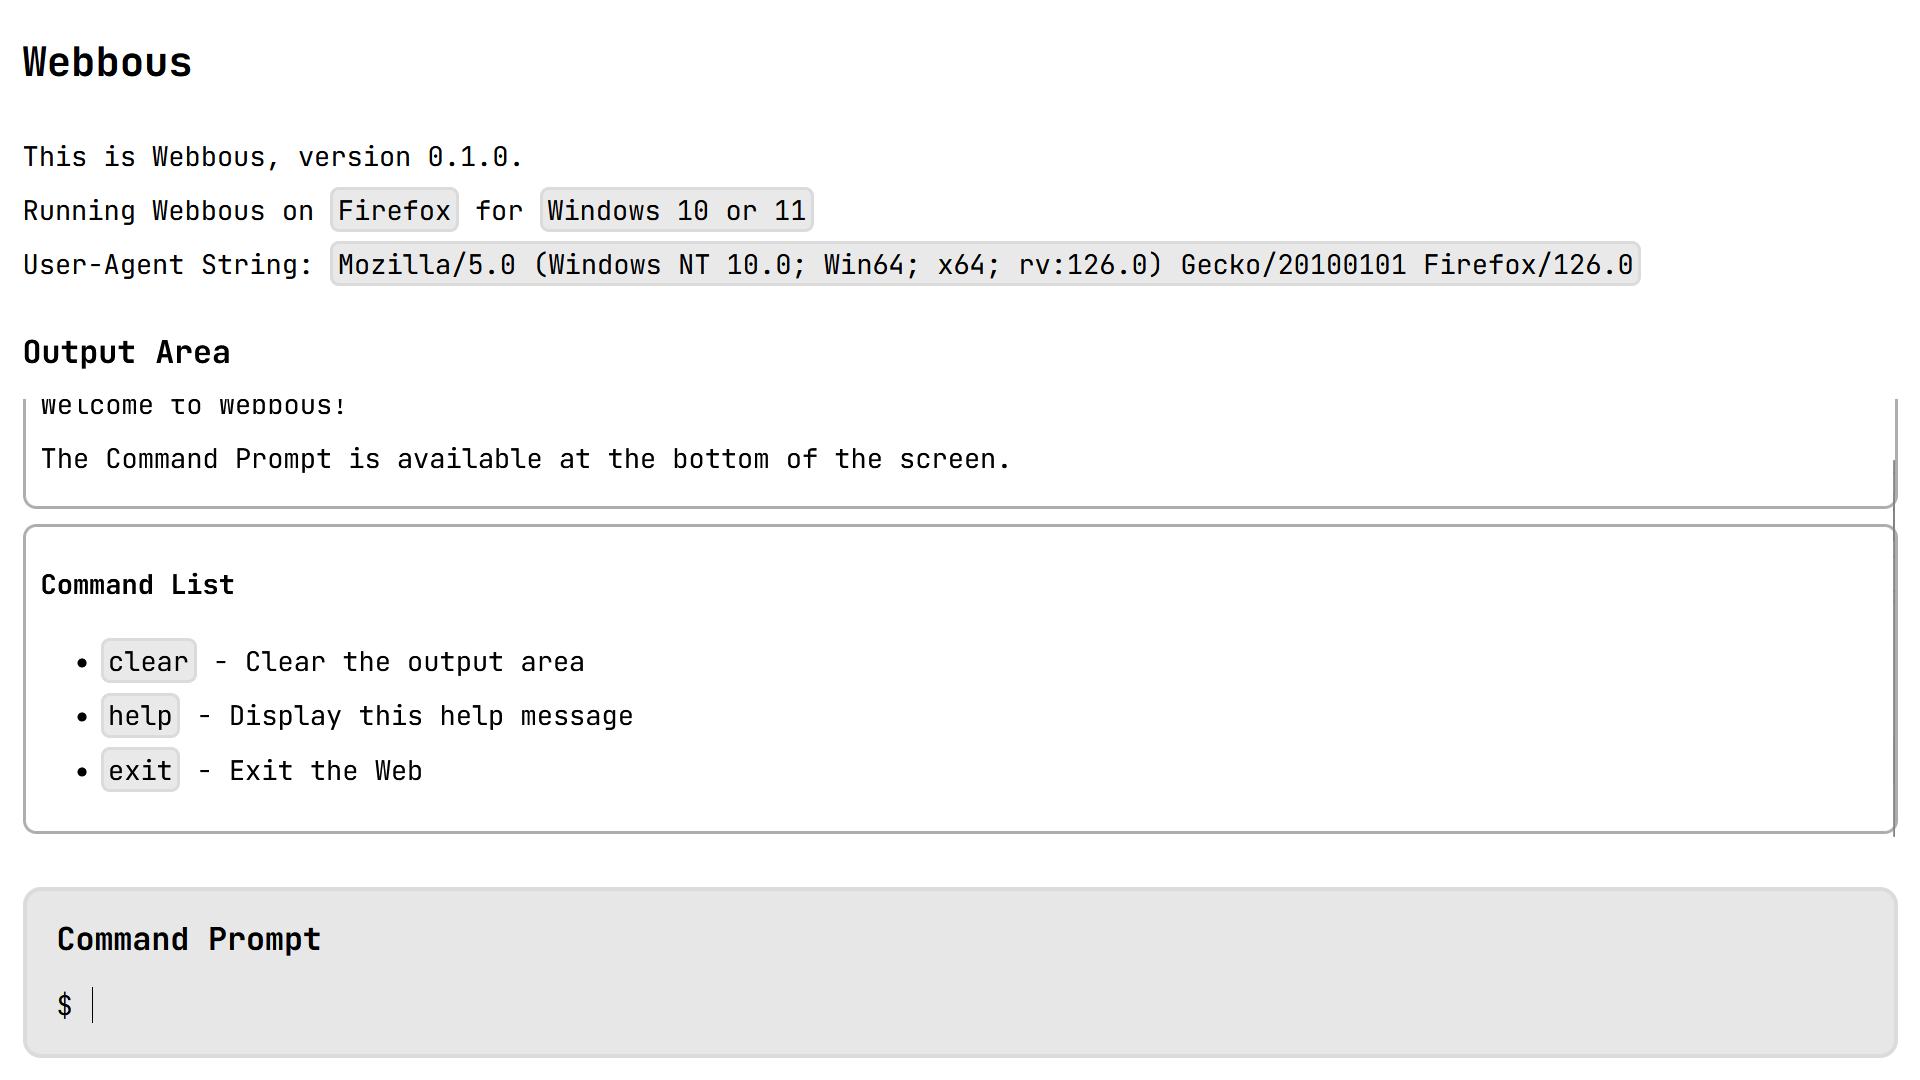 Webbous
This is Webbous, version 0.1.0.
Running Webbous on Firefox for Windows 10 or 11
User-Agent String: Mozilla/5.0 (Windows NT 10.0; Win64; x64; rv:126.0) Gecko/20100101 Firefox/126.0
Output Area
Welcome to Webbous!
The Command Prompt is available at the bottom of the screen.
Command List
• clear - Clear the output area
• help - Display this help message
• exit - Exit the Web
Command Prompt
$